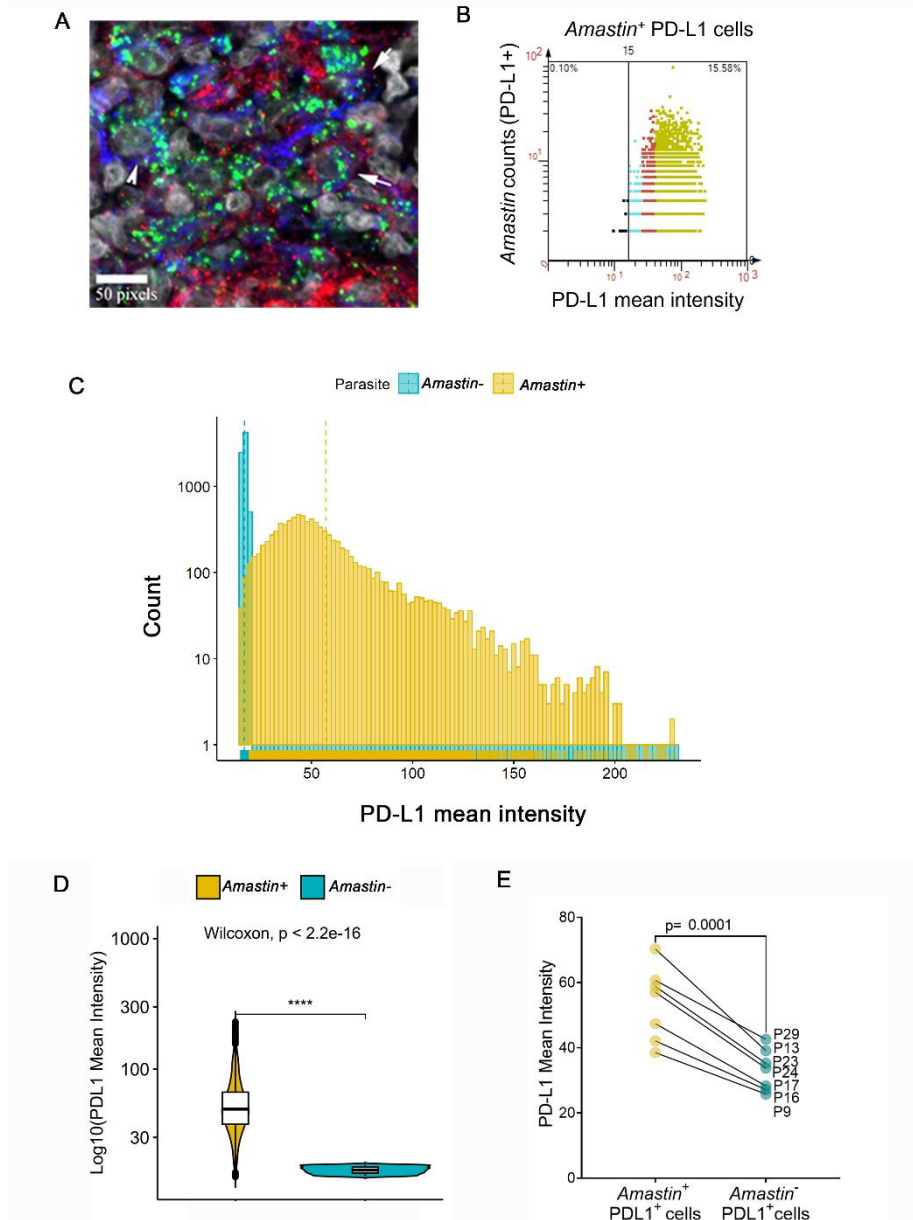 A
50 pixels
B
Amastin+ PD-L1 cells
15
0.10%
15.58%
Amastin counts (PD-L1+)
10 2
10 1
0
10 1
10 2
10 3
PD-L1 mean intensity
C
Parasite Amastin- Amastin+
Count
1000
100
10
1
50
100
150
200
PD-L1 mean intensity
D
Amastin+ Amastin-
Wilcoxon, p < 2.2e-16
****
Log10(PDL1 Mean Intensity)
1000
300
100
30
E
p= 0.0001
PD-L1 Mean Intensity
80
60
40
20
0
P29
P13
P23
P24
P17
P16
P9
Amastin+
PDL1+ cells
Amastin-
PDL1+cells